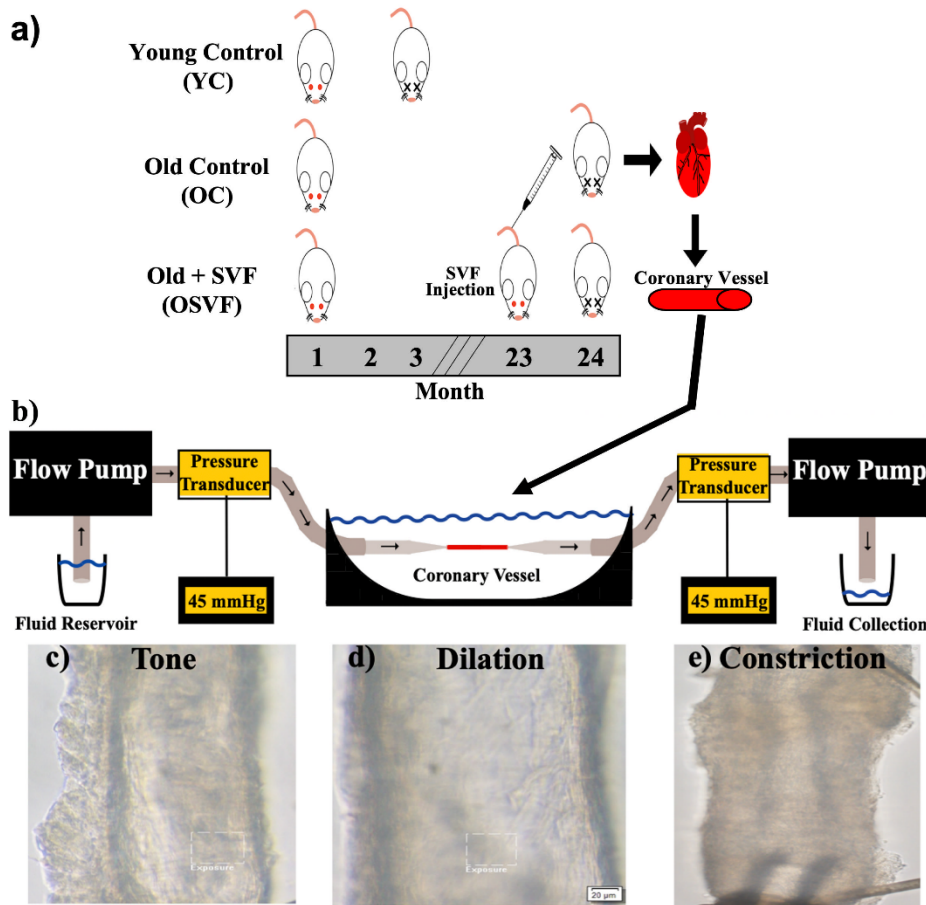 a)
Young Control
(YC)
Old Control
(OC)
Old + SVF
(OSVF)
SVF
Injection
Coronary Vessel
1 2 3 23 24
Month
b)
Flow Pump
Pressure
Transducer
Pressure
Transducer
Flow Pump
Coronary Vessel
45 mmHg
45 mmHg
Fluid Reservoir
Fluid Collection
c) Tone
d) Dilation
e) Constriction
Exposure
Exposure
20 µm